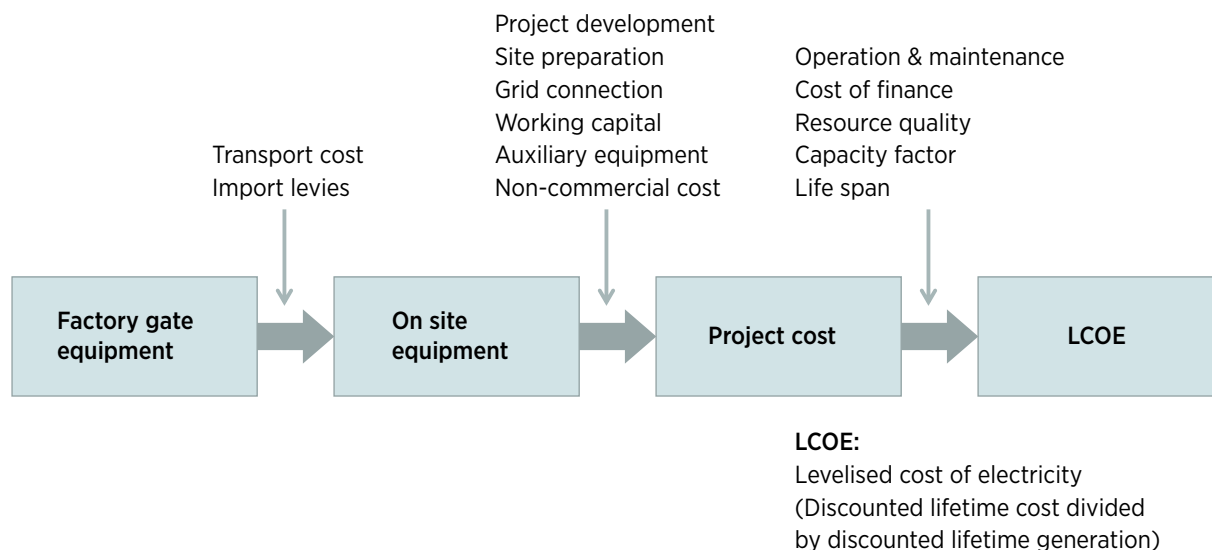 Project development
Site preparation
Grid connection
Working capital
Auxiliary equipment
Non-commercial cost
Operation & maintenance
Cost of finance
Resource quality
Capacity factor
Life span
Transport cost
Import levies
Factory gate
equipment
On site
equipment
Project cost
LCOE
LCOE:
Levelised cost of electricity
(Discounted lifetime cost divided
by discounted lifetime generation)